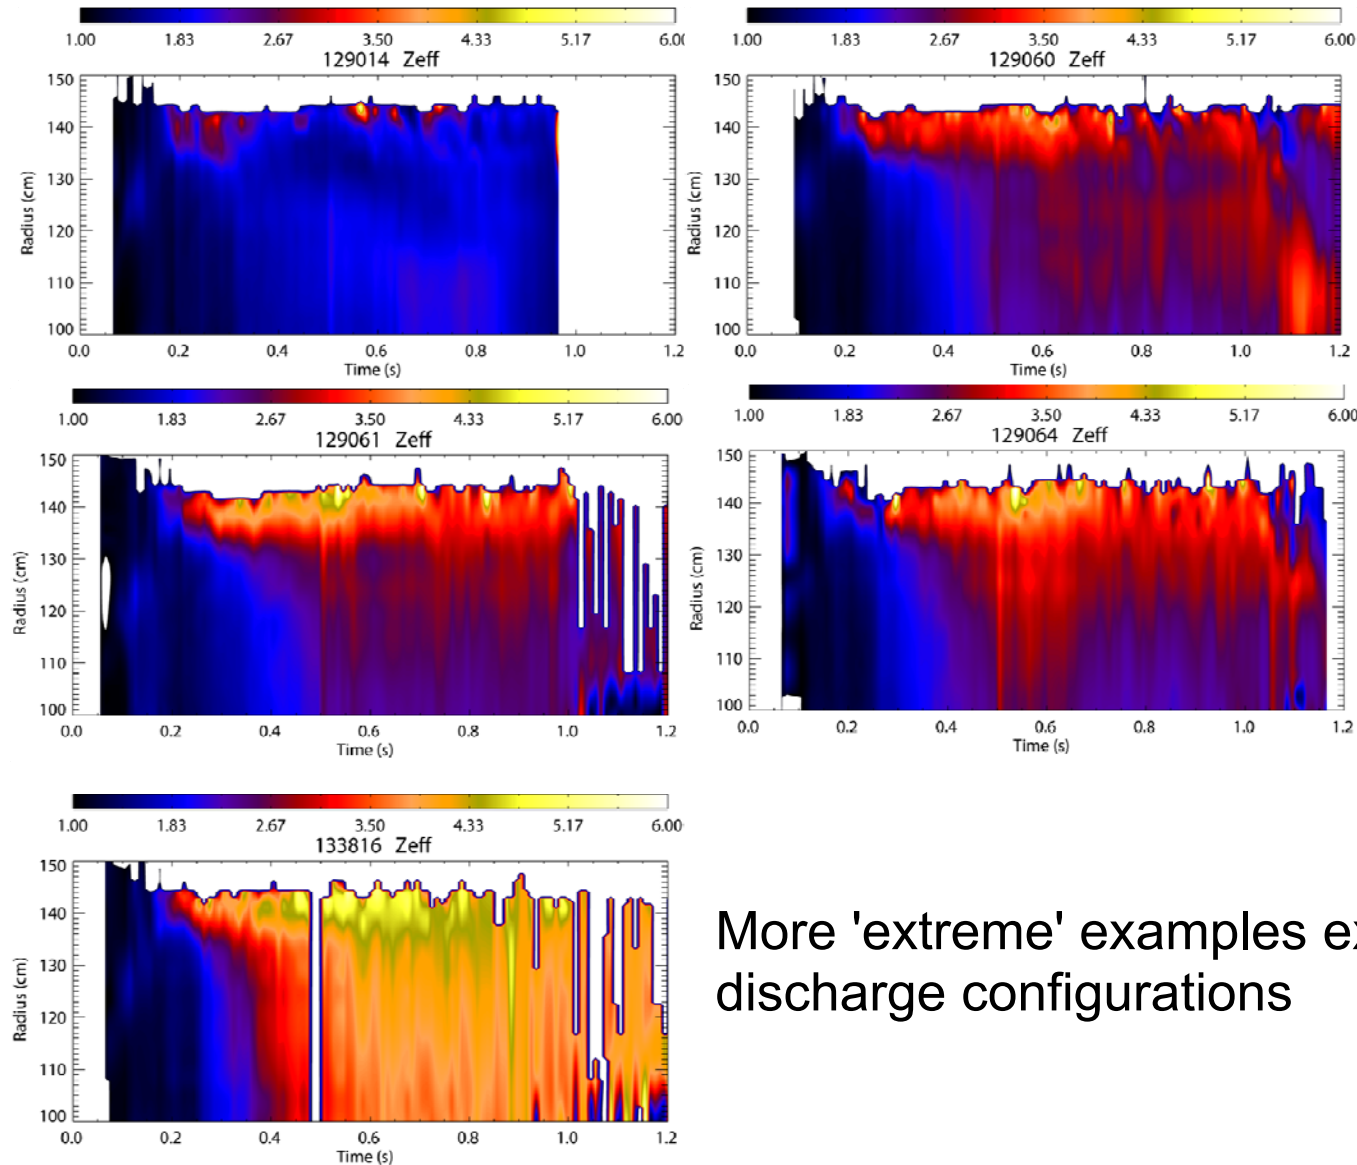 1.00 1.83 2.67 3.50 4.33 5.17 6.00
129014 Zeff
150
140
130
120
110
100
Radius (cm)
0.0 0.2 0.4 0.6 0.8 1.0 1.2
Time (s)
1.00 1.83 2.67 3.50 4.33 5.17 6.00
129060 Zeff
150
140
130
120
110
100
Radius (cm)
0.0 0.2 0.4 0.6 0.8 1.0 1.2
Time (s)
1.00 1.83 2.67 3.50 4.33 5.17 6.00
129061 Zeff
150
140
130
120
110
100
Radius (cm)
0.0 0.2 0.4 0.6 0.8 1.0 1.2
Time (s)
1.00 1.83 2.67 3.50 4.33 5.17 6.00
129064 Zeff
150
140
130
120
110
100
Radius (cm)
0.0 0.2 0.4 0.6 0.8 1.0 1.2
Time (s)
1.00 1.83 2.67 3.50 4.33 5.17 6.00
133816 Zeff
150
140
130
120
110
100
Radius (cm)
0.0 0.2 0.4 0.6 0.8 1.0 1.2
Time (s)
More 'extreme' examples
discharge configurations